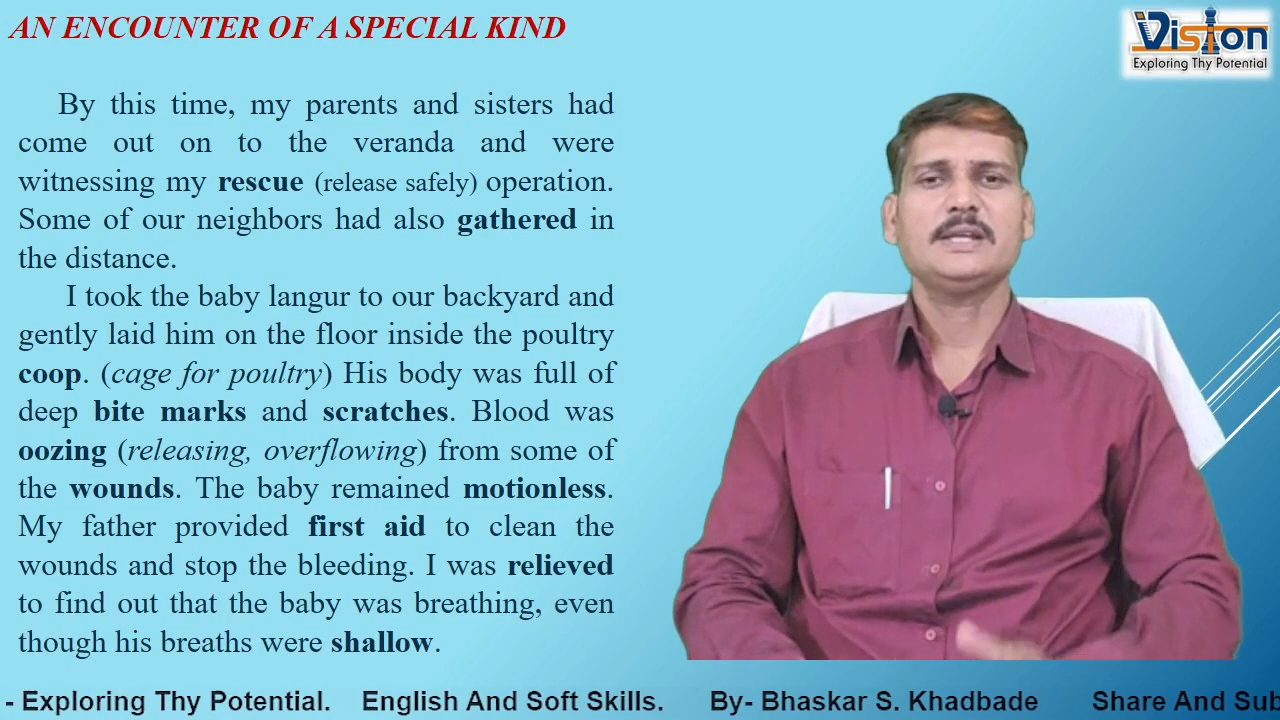 AN ENCOUNTER OF A SPECIAL KIND
Vision
Exploring Thy Potential
By this time, my parents and sisters had
come out on to the veranda and were
witnessing my rescue (release safely) operation.
Some of our neighbors had also gathered in
the distance.
I took the baby langur to our backyard and
gently laid him on the floor inside the poultry
coop. (cage for poultry) His body was full of
deep bite marks and scratches. Blood was
oozing (releasing, overflowing) from some of
the wounds. The baby remained motionless.
My father provided first aid to clean the
wounds and stop the bleeding. I was relieved
to find out that the baby was breathing, even
though his breaths were shallow.
- Exploring Thy Potential. English And Soft Skills. By- Bhaskar S. Khadbade Share And Sub